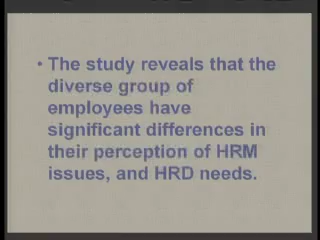 • The study reveals that the
diverse group of
employees have
significant differences in
their perception of HRM
issues, and HRD needs.